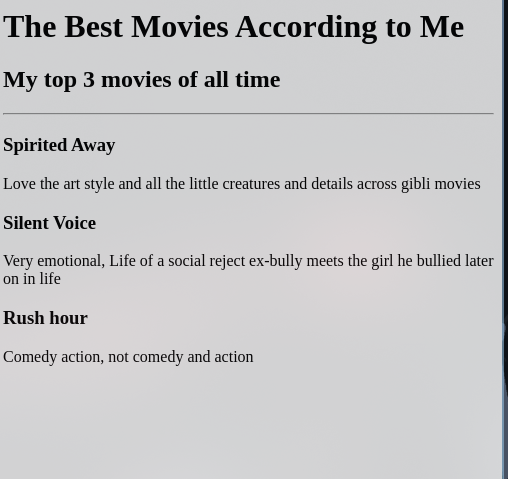 The Best Movies According to Me
My top 3 movies of all time
Spirited Away
Love the art style and all the little creatures and details across gibli movies
Silent Voice
Very emotional, Life of a social reject ex-bully meets the girl he bullied later
on in life
Rush hour
Comedy action, not comedy and action